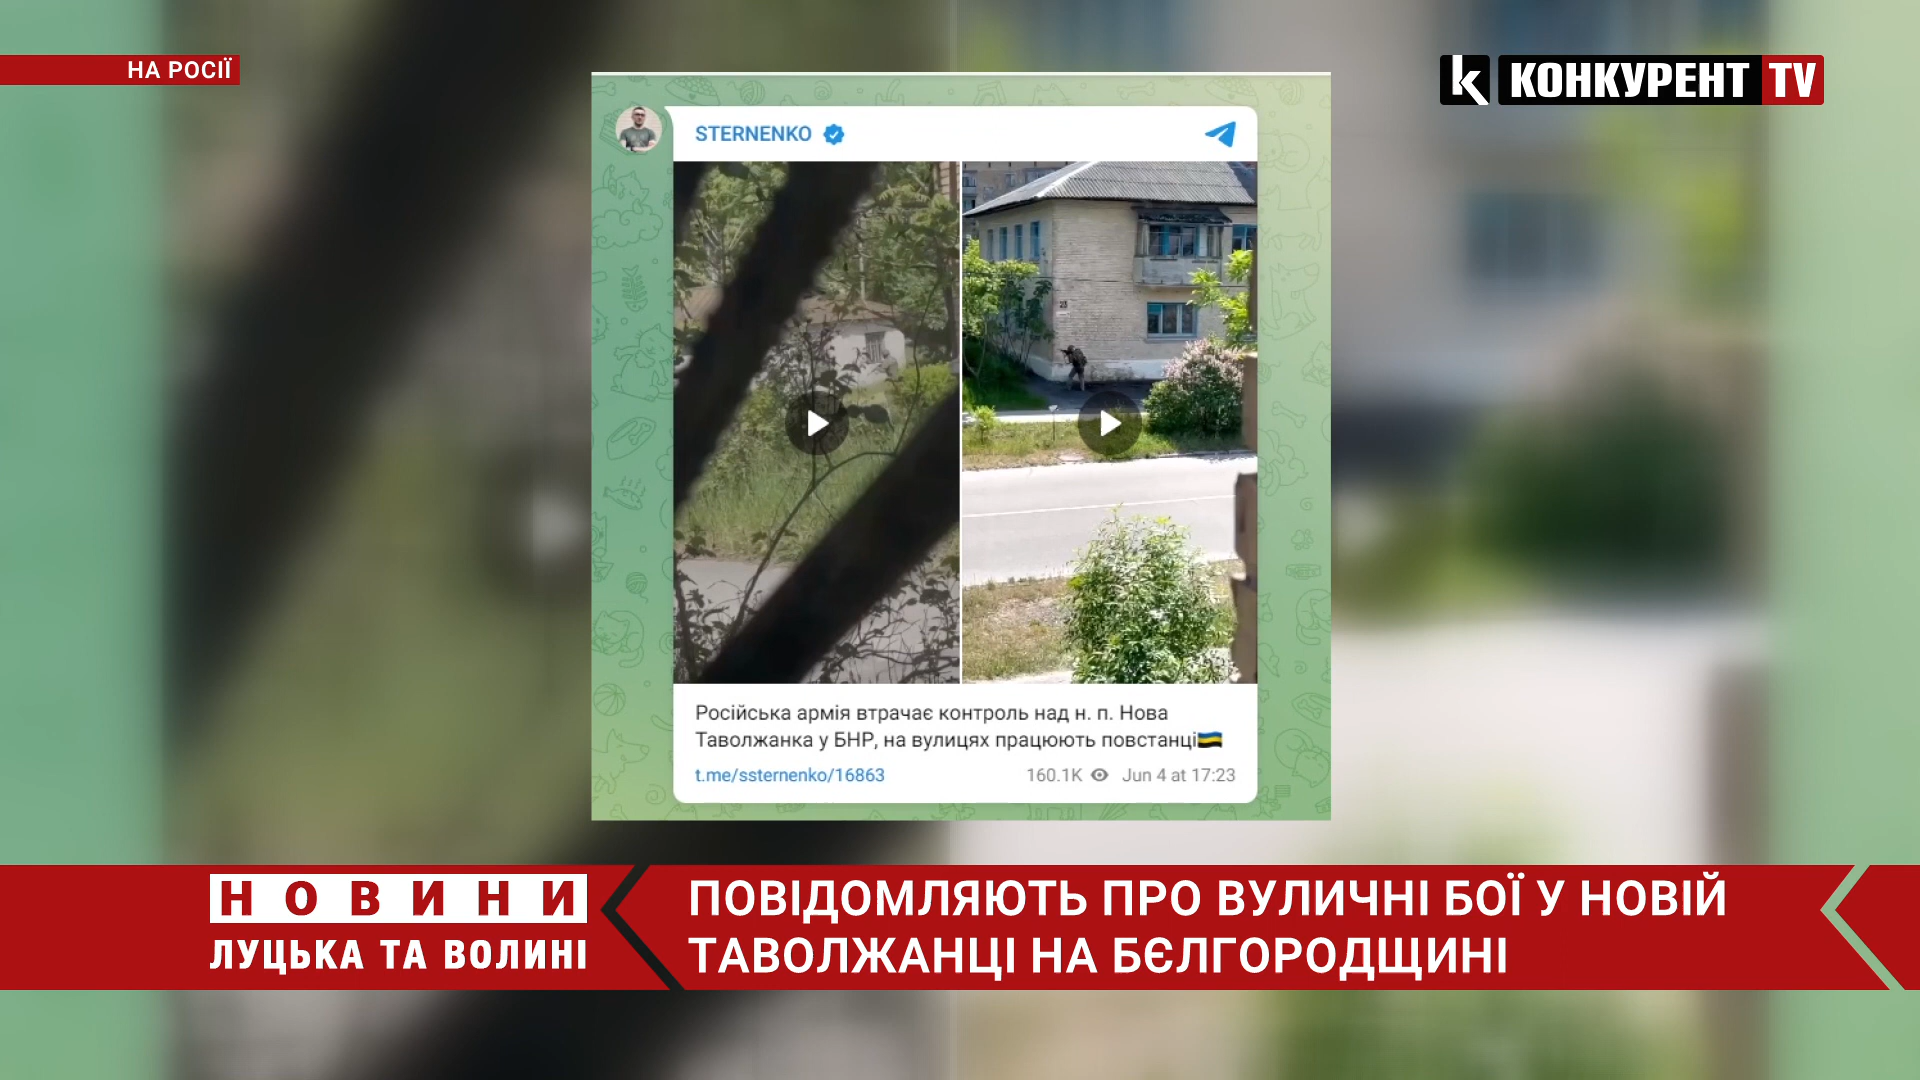 НА РОСІЇ
k КОНКУРЕНТ TV
STERNENKO
Російська армія втрачає контроль над н. п. Нова
Таволжанка у БНР, на вулицях працюють повстанці
t.me/ssternenko/16863 160.1K Jun 4 at 17:23
НОВИНИ
ЛУЦЬКА ТА ВОЛИНІ
ПОВІДОМЛЯЮТЬ ПРО ВУЛИЧНІ БОЇ У НОВІЙ
ТАВОЛЖАНЦІ НА БЄЛГОРОДЩИНІ